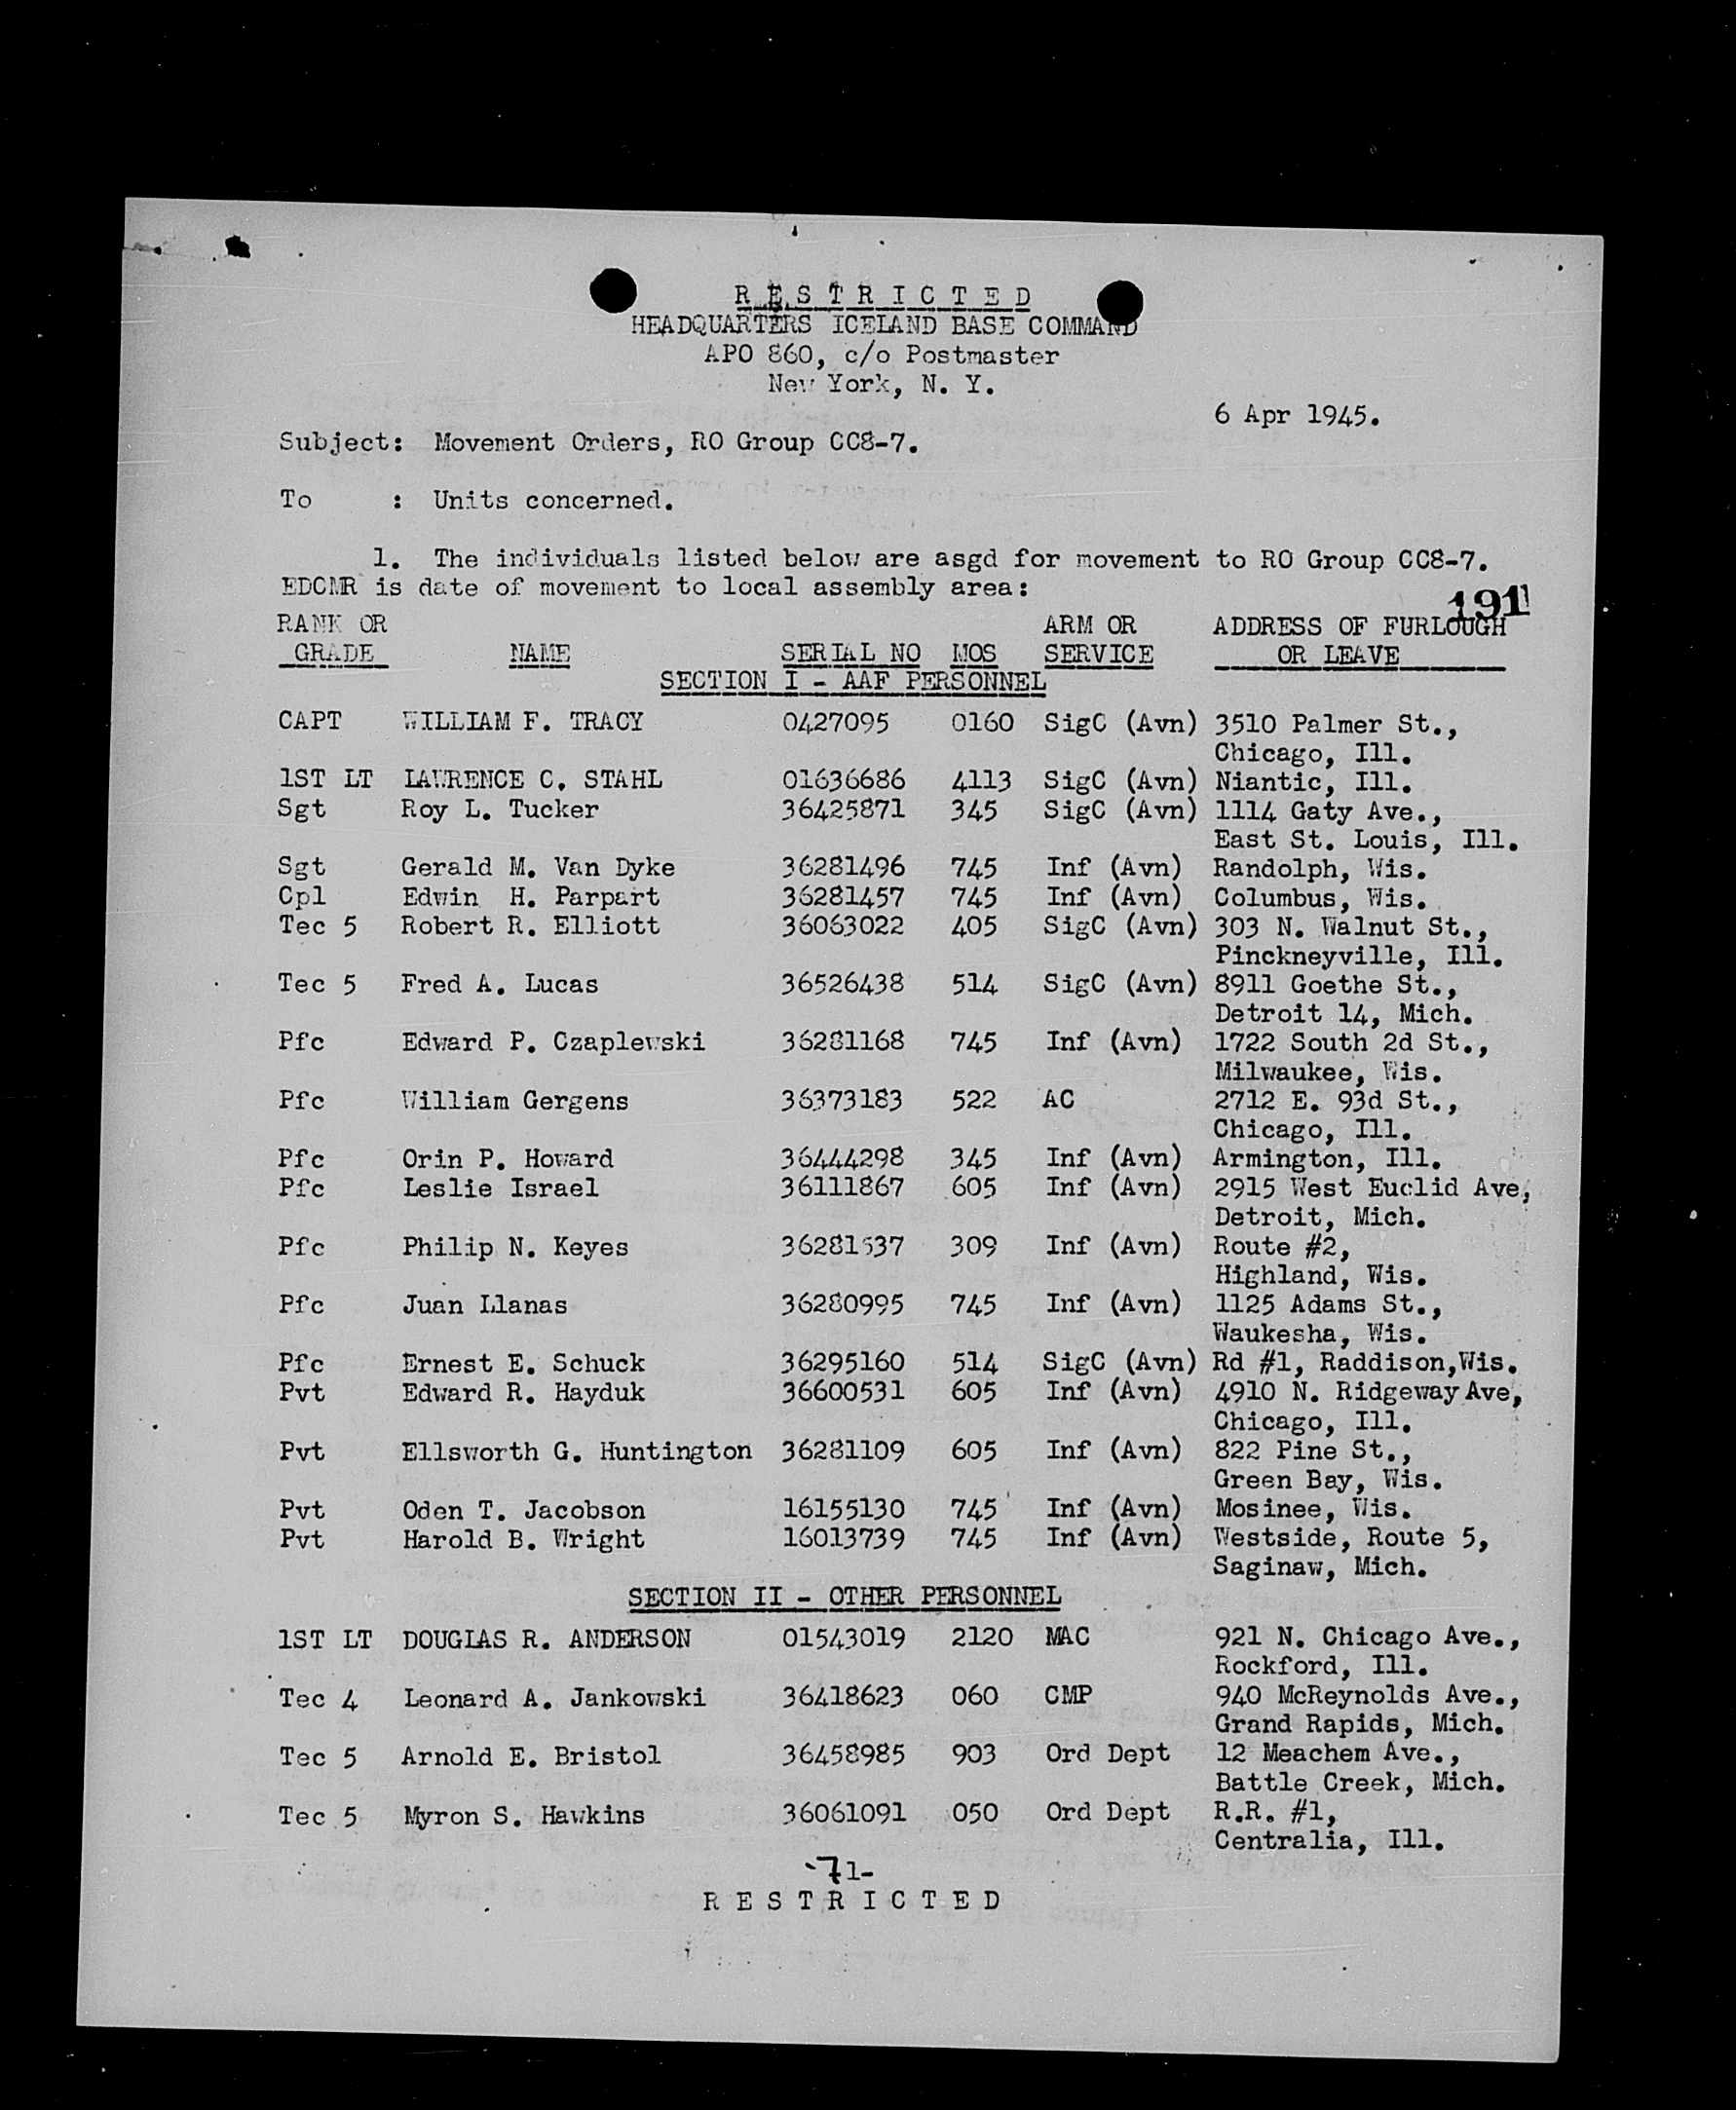 R E S T R I C T E D
HEADQUARTERS ICELAND BASE COMMAND
APO 860, c/o Postmaster
New York, N. Y.
6 Apr 1945.
Subject: Movement Orders, RO Group CC8-7.
To : Units concerned.
1. The individuals listed below are asgd for movement to RO Group CC8-7.
EDCMR is date of movement to local assembly area:
191
RANK OR ARM OR ADDRESS OF FURLOUGH
GRADE NAME SERIAL NO MOS SERVICE OR LEAVE
SECTION I - AAF PERSONNEL
CAPT WILLIAM F. TRACY 0427095 0160 SigC (Avn) 3510 Palmer St.,
Chicago, Ill.
1ST LT LAWRENCE C. STAHL 01636686 4113 SigC (Avn) Niantic, Ill.
Sgt Roy L. Tucker 36425871 345 SigC (Avn) 1114 Gaty Ave.,
East St. Louis, Ill.
Sgt Gerald M. Van Dyke 36281496 745 Inf (Avn) Randolph, Wis.
Cpl Edwin H. Parpart 36281457 745 Inf (Avn) Columbus, Wis.
Tec 5 Robert R. Elliott 36063022 405 SigC (Avn) 303 N. Walnut St.,
Pinckneyville, Ill.
Tec 5 Fred A. Lucas 36526438 514 SigC (Avn) 8911 Goethe St.,
Detroit 14, Mich.
Pfc Edward P. Czaplewski 36281168 745 Inf (Avn) 1722 South 2d St.,
Milwaukee, Wis.
Pfc William Gergens 36373183 522 AC 2712 E. 93d St.,
Chicago, Ill.
Pfc Orin P. Howard 36444298 345 Inf (Avn) Armington, Ill.
Pfc Leslie Israel 36111867 605 Inf (Avn) 2915 West Euclid Ave,
Detroit, Mich.
Pfc Philip N. Keyes 36281537 309 Inf (Avn) Route #2,
Highland, Wis.
Pfc Juan Llanas 36280995 745 Inf (Avn) 1125 Adams St.,
Waukesha, Wis.
Pfc Ernest E. Schuck 36295160 514 SigC (Avn) Rd #1, Raddison,Wis.
Pvt Edward R. Hayduk 36600531 605 Inf (Avn) 4910 N. Ridgeway Ave,
Chicago, Ill.
Pvt Ellsworth G. Huntington 36281109 605 Inf (Avn) 822 Pine St.,
Green Bay, Wis.
Pvt Oden T. Jacobson 16155130 745 Inf (Avn) Mosinee, Wis.
Pvt Harold B. Wright 16013739 745 Inf (Avn) Westside, Route 5,
Saginaw, Mich.
SECTION II - OTHER PERSONNEL
1ST LT DOUGLAS R. ANDERSON 01543019 2120 MAC 921 N. Chicago Ave.,
Rockford, Ill.
Tec 4 Leonard A. Jankowski 36418623 060 CMP 940 McReynolds Ave.,
Grand Rapids, Mich.
Tec 5 Arnold E. Bristol 36458985 903 Ord Dept 12 Meachem Ave.,
Battle Creek, Mich.
Tec 5 Myron S. Hawkins 36061091 050 Ord Dept R.R. #1,
Centralia, Ill.
-71-
R E S T R I C T E D